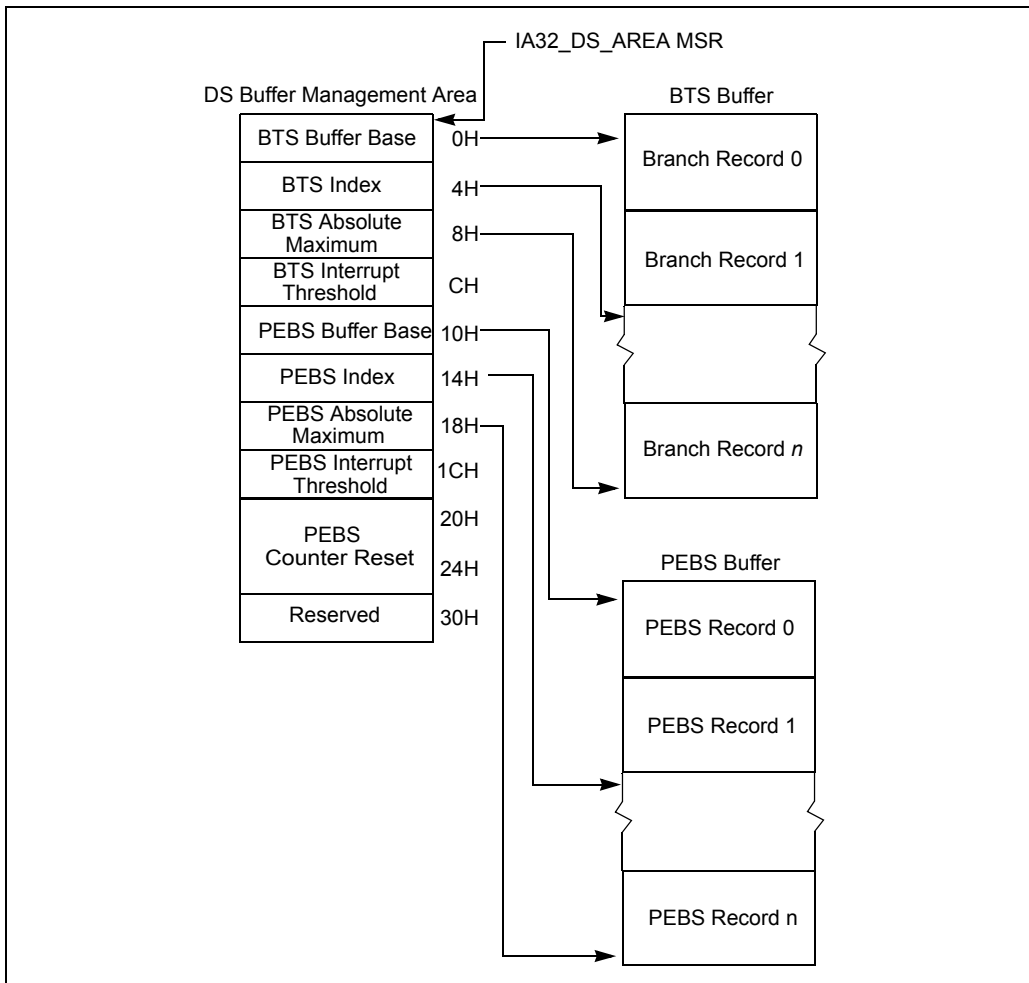 IA32_DS_AREA MSR
DS Buffer Management Area
BTS Buffer Base 0H
BTS Index 4H
BTS Absolute
Maximum 8H
BTS Interrupt
Threshold CH
PEBS Buffer Base 10H
PEBS Index 14H
PEBS Absolute
Maximum 18H
PEBS Interrupt
Threshold 1CH
20H
PEBS
Counter Reset
24H
Reserved 30H
BTS Buffer
Branch Record 0
Branch Record 1
Branch Record n
PEBS Buffer
PEBS Record 0
PEBS Record 1
PEBS Record n